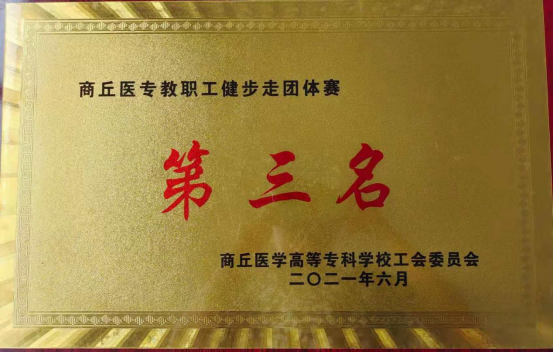 商丘医专教职工健步走团体赛
第三名
商丘医学高等专科学校工会委员会
二〇二一年六月